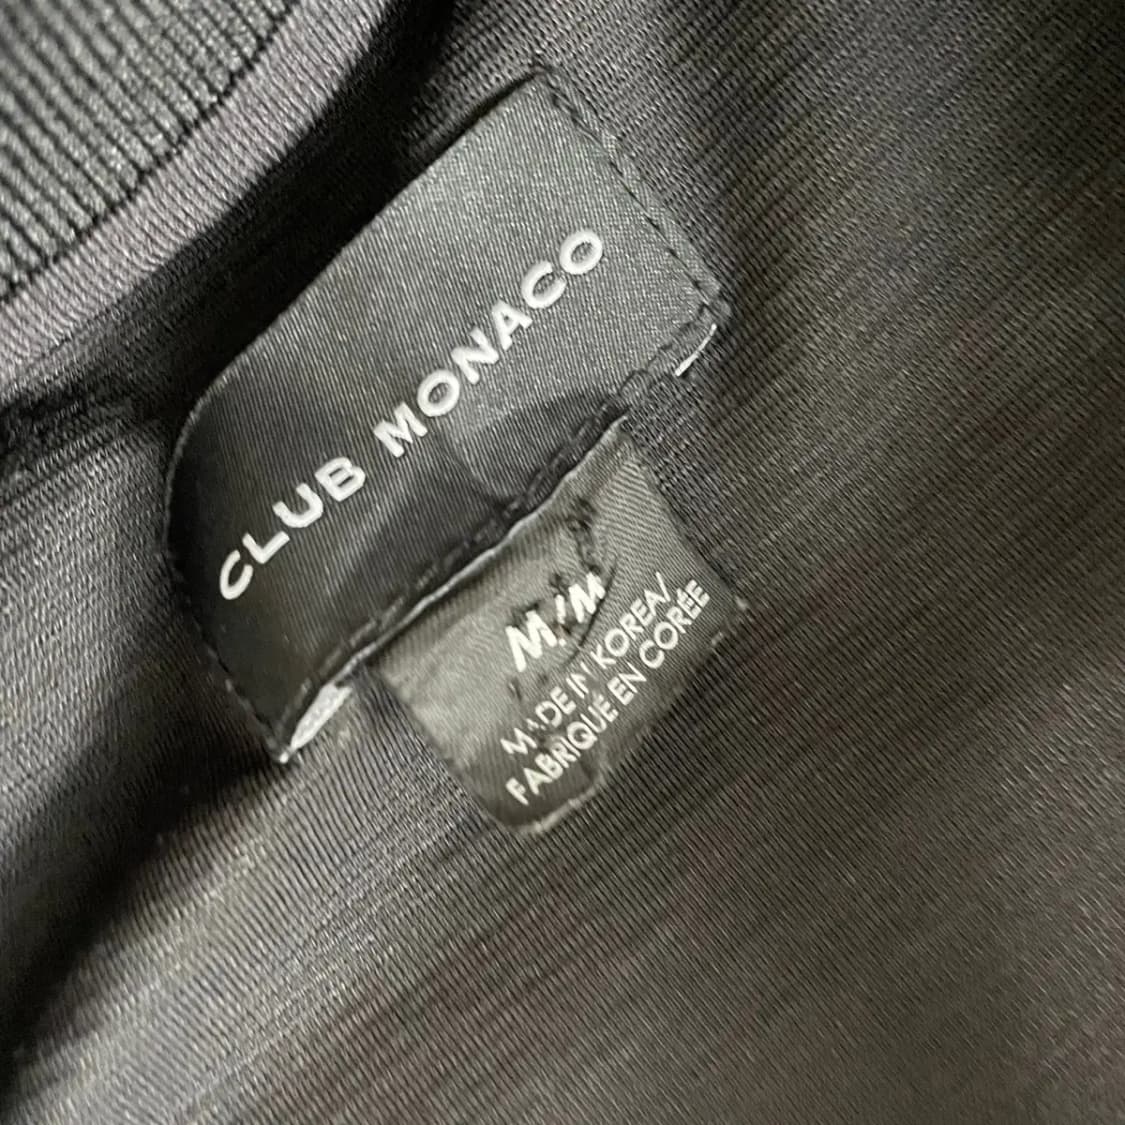 CLUB MONACO
M/M
MADE IN KOREA/
FABRIQUÉ EN CORÉE